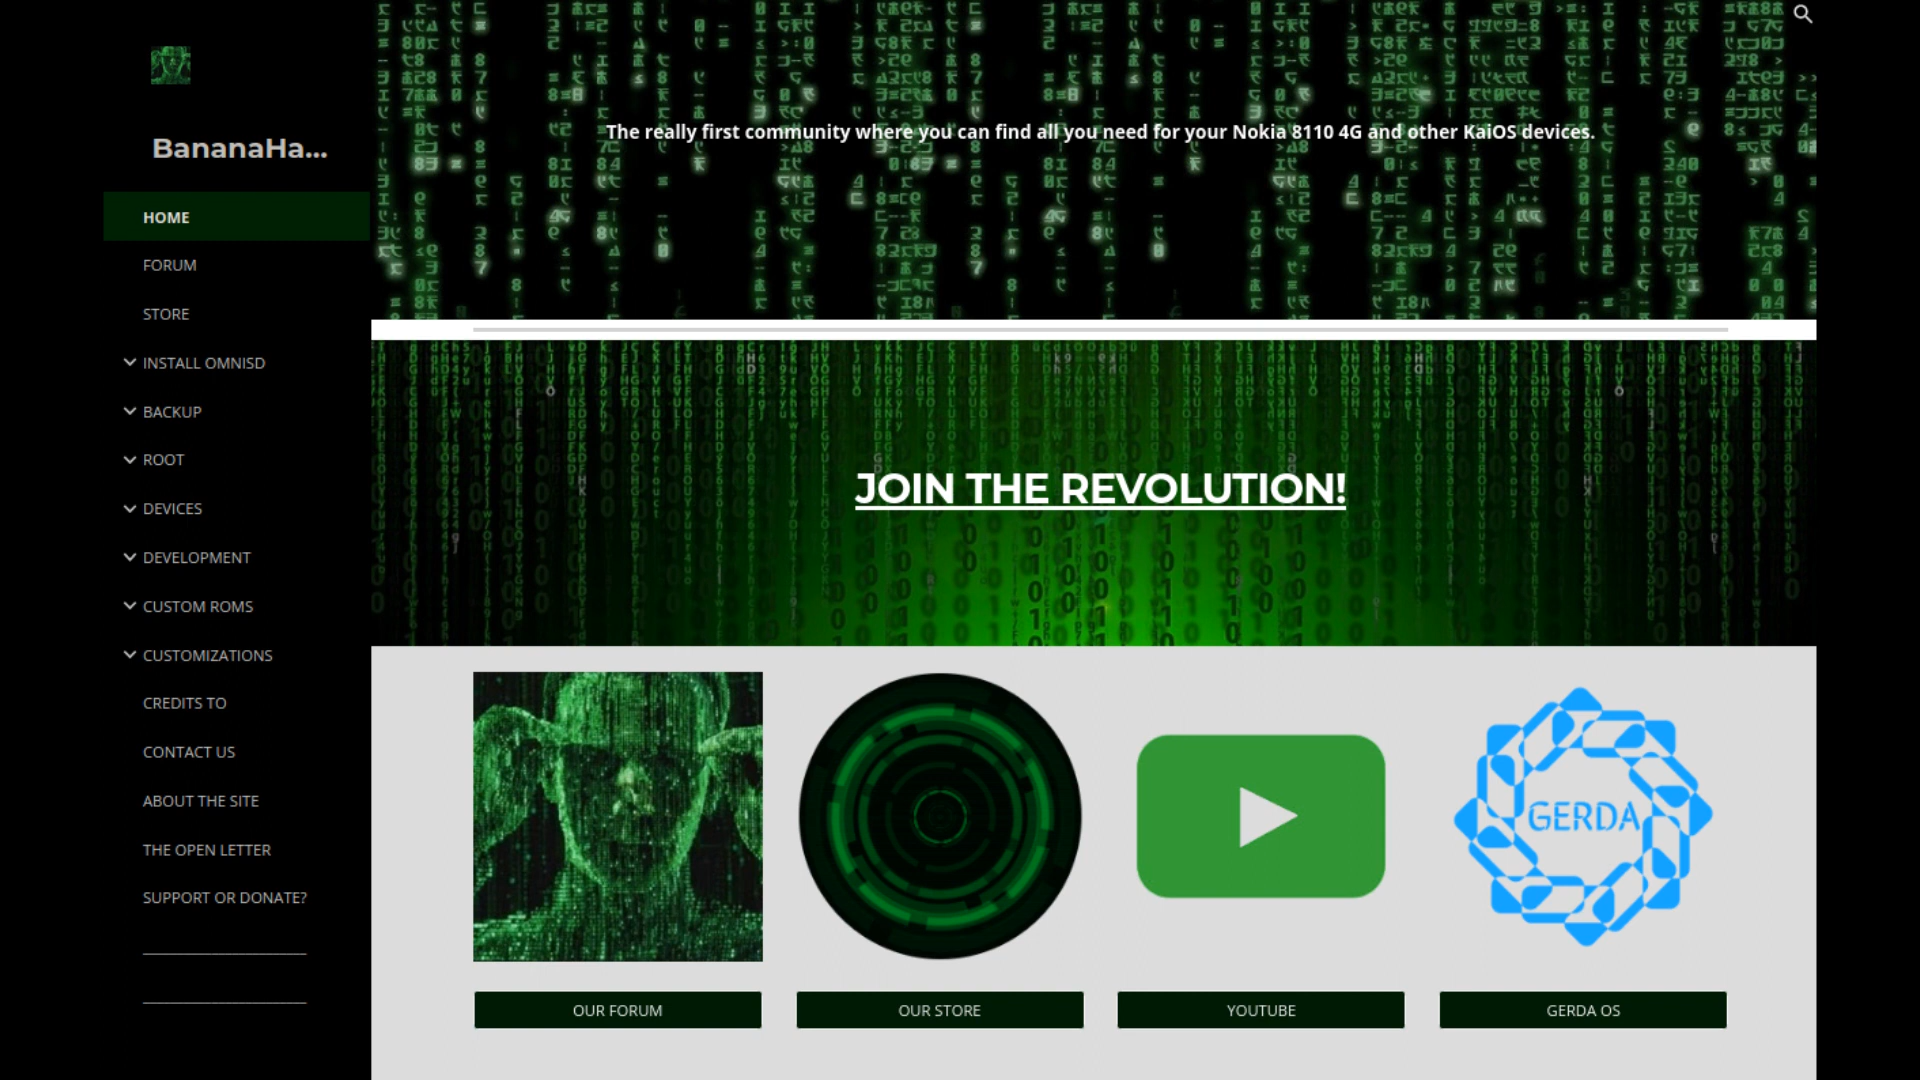 BananaHa...
HOME
FORUM
STORE
INSTALL OMNISD
BACKUP
ROOT
DEVICES
DEVELOPMENT
CUSTOM ROMS
CUSTOMIZATIONS
CREDITS TO
CONTACT US
ABOUT THE SITE
THE OPEN LETTER
SUPPORT OR DONATE?
The really first community where you can find all you need for your Nokia 8110 4G and other KaiOS devices.
JOIN THE REVOLUTION!
GERDA
OUR FORUM
OUR STORE
YOUTUBE
GERDA OS